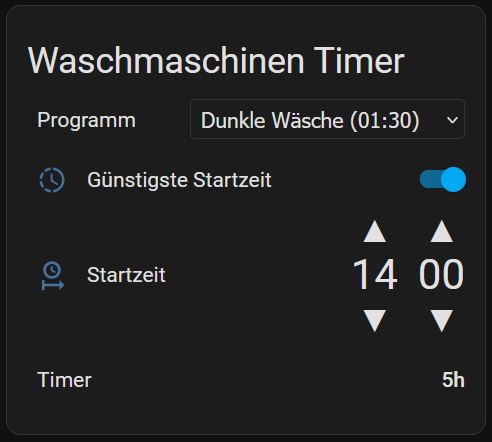 Waschmaschinen Timer
Programm Dunkle Wäsche (01:30)
Günstigste Startzeit
Startzeit 14 00
Timer 5h